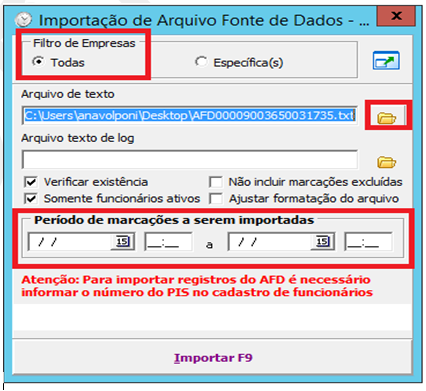 Importação de Arquivo Fonte de Dados - ... x
Filtro de Empresas
Todas Específica(s)
Arquivo de texto
C:\Users\anavolponi\Desktop\AFD00009003650031735.txt
Arquivo texto de log
Verificar existência Não incluir marcações excluídas
Somente funcionários ativos Ajustar formatação do arquivo
Período de marcações a serem importadas
/ / 15 __:__ a / / 15 __:__
Atenção: Para importar registros do AFD é necessário
informar o número do PIS no cadastro de funcionários
Importar F9